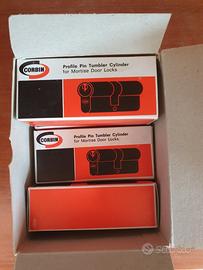 CORBIN
Profile Pin Tumbler Cylinder
for Mortise Door Locks
CORBIN
Profile Pin Tumbler Cylinder
for Mortise Door Locks